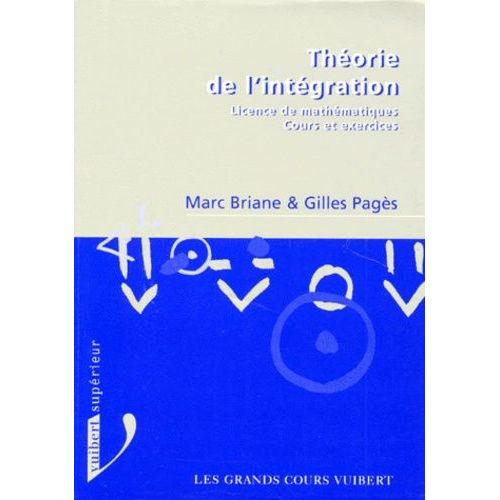 Théorie
de l'intégration
Licence de mathématiques
Cours et exercices
Marc Briane & Gilles Pagès
vuibert supérieur
LES GRANDS COURS VUIBERT